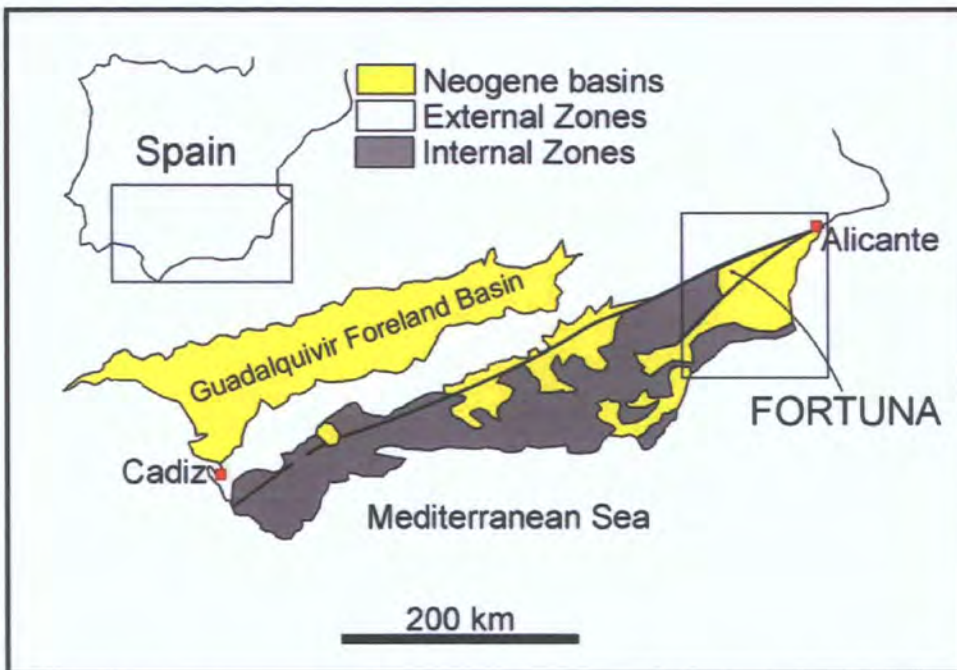 Neogene basins
External Zones
Internal Zones
Spain
Alicante
Guadalquivir Foreland Basin
FORTUNA
Cadiz
Mediterranean Sea
200 km